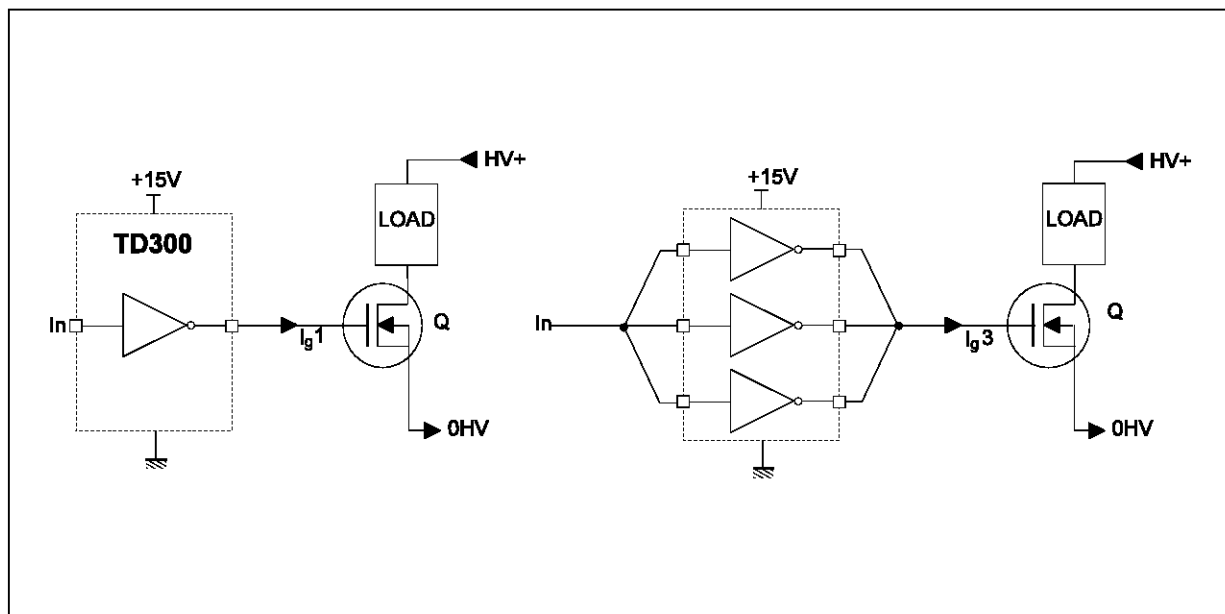 +15V
TD300
In
Ig1
HV+
LOAD
Q
0HV
+15V
In
Ig3
HV+
LOAD
Q
0HV